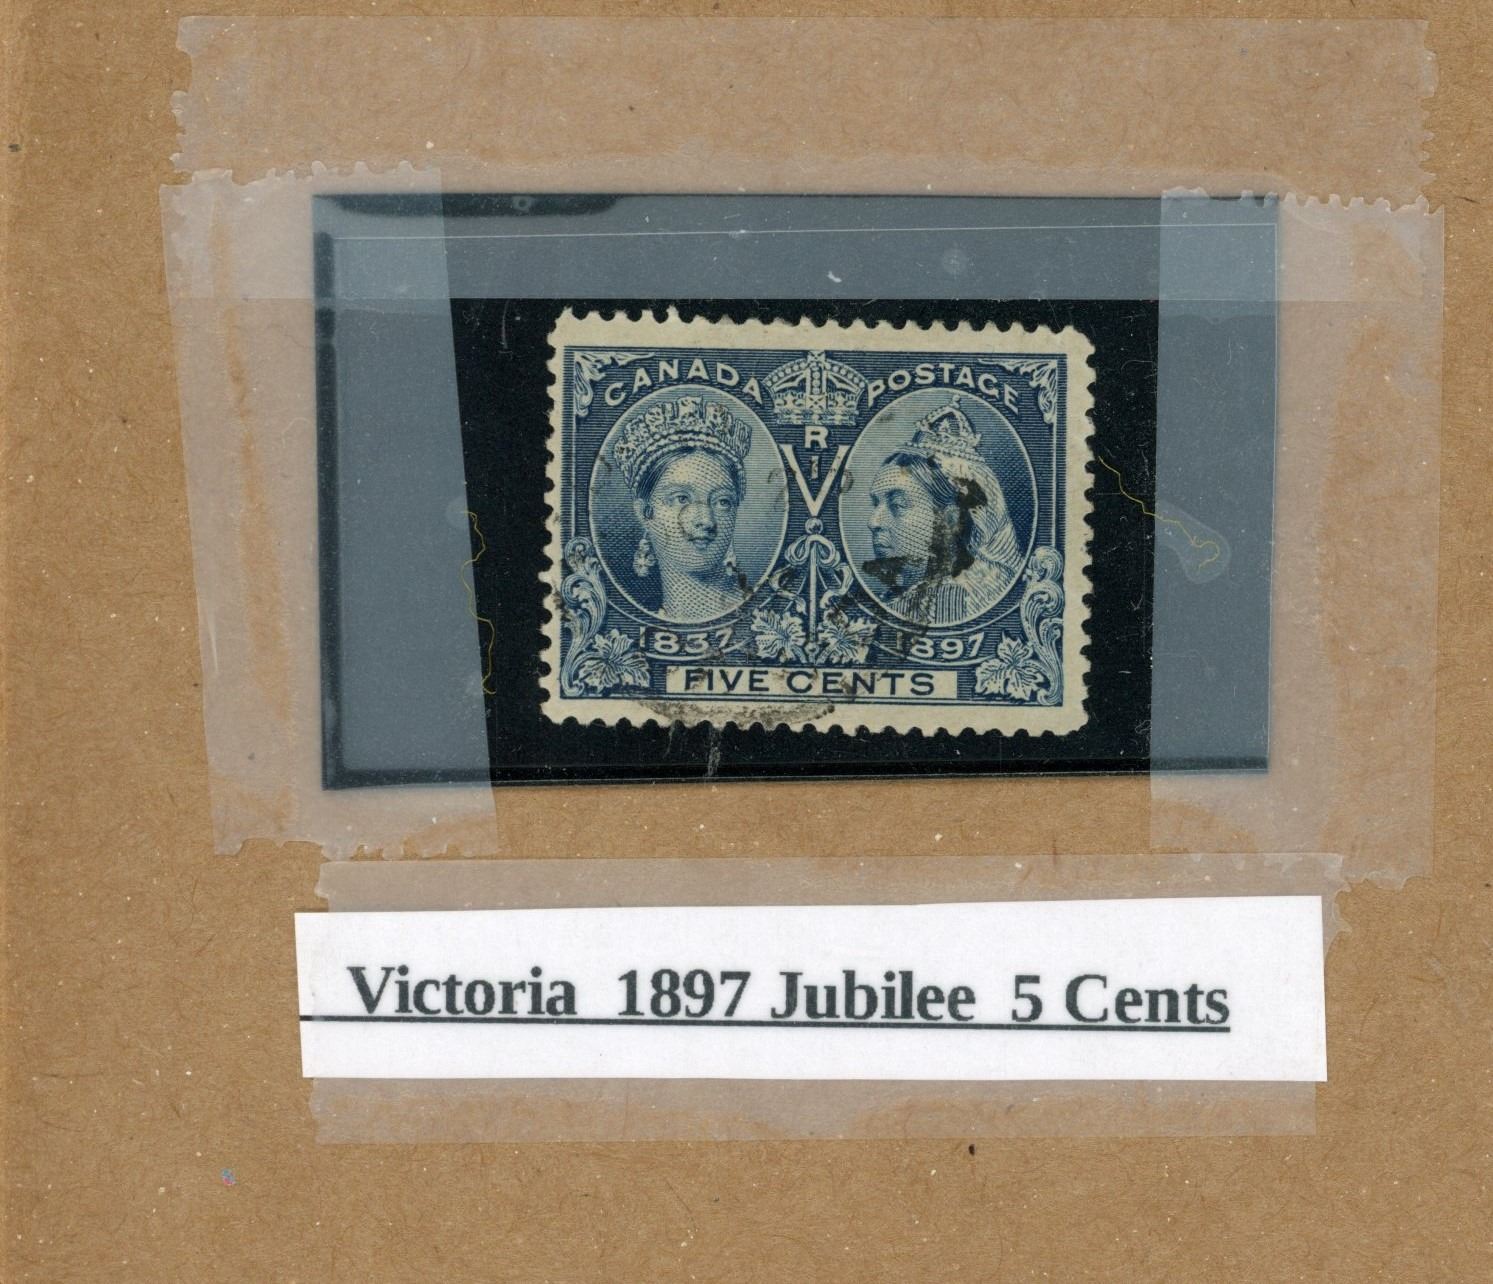 CANADA POSTAGE
R
V I
1837 1897
FIVE CENTS
Victoria 1897 Jubilee 5 Cents